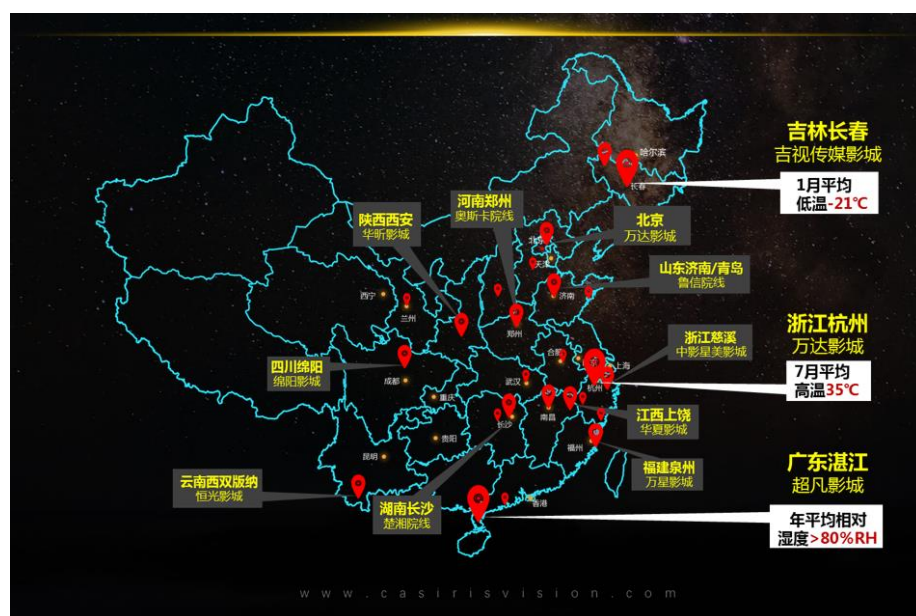 吉林长春
吉视传媒影城
1月平均
低温-21℃
哈尔滨
长春
河南郑州
奥斯卡院线
陕西西安
华昕影城
北京
万达影城
北京
天津
山东济南/青岛
鲁信院线
西宁
兰州
济南
郑州
浙江杭州
万达影城
浙江慈溪
中影星美影城
7月平均
高温35℃
合肥
上海
杭州
四川绵阳
绵阳影城
成都
重庆
武汉
南昌
长沙
江西上饶
华夏影城
贵阳
昆明
福州
福建泉州
万星影城
广东湛江
超凡影城
云南西双版纳
恒光影城
湖南长沙
楚湘院线
香港
年平均相对
湿度>80%RH
www.casirisvision.com